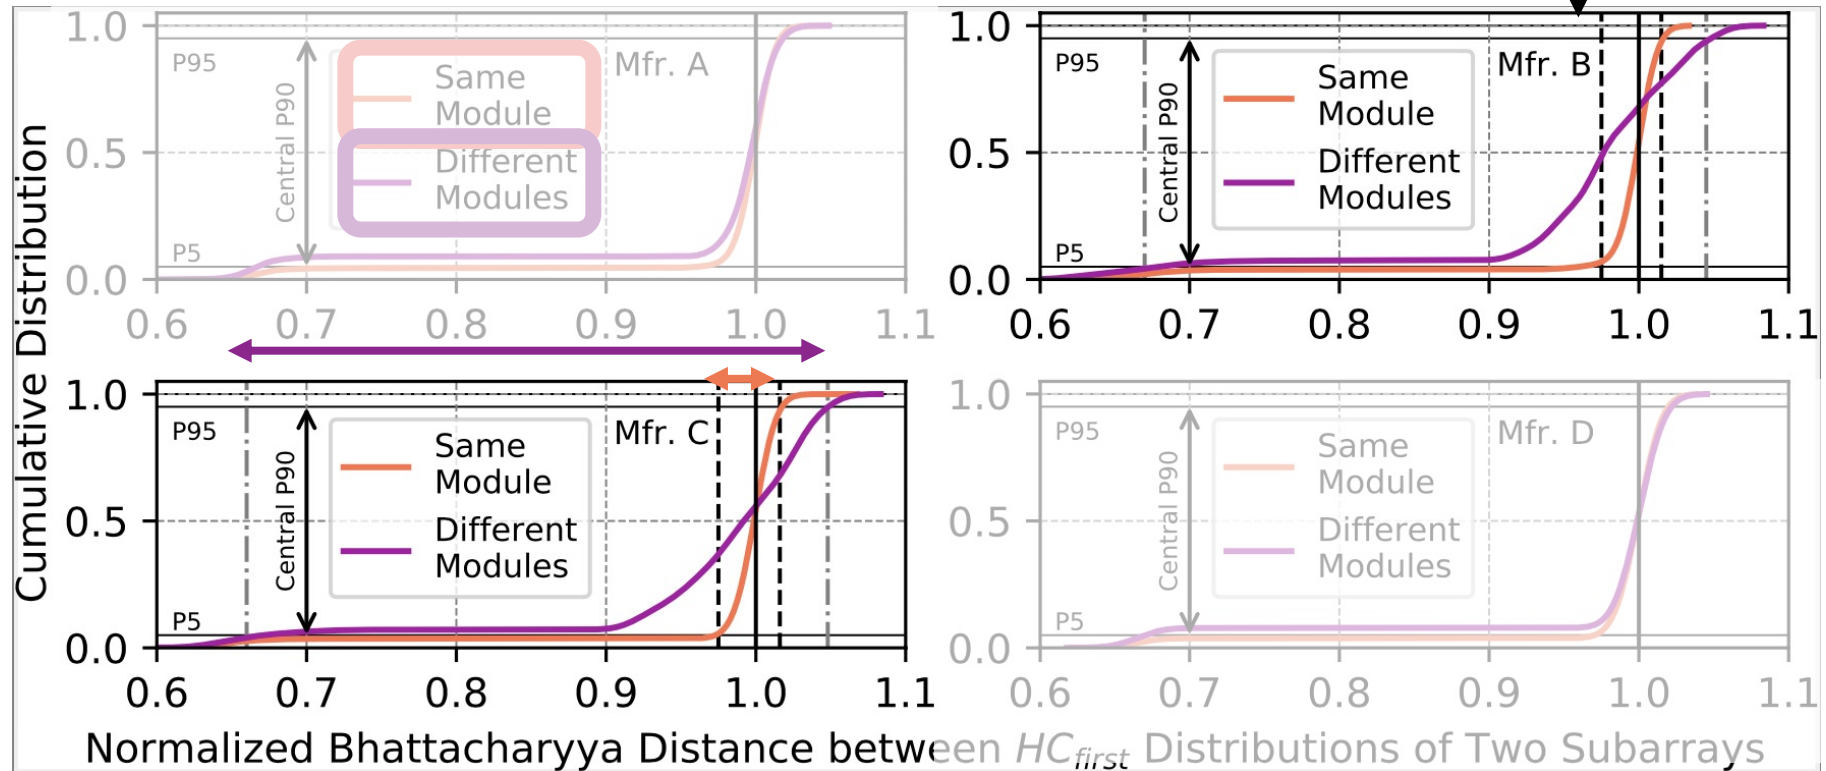 Cumulative Distribution
1.0
0.5
0.0
P95
P5
Central P90
Same
Module
Different
Modules
Mfr. A
0.6 0.7 0.8 0.9 1.0 1.1
1.0
0.5
0.0
P95
P5
Central P90
Same
Module
Different
Modules
Mfr. B
0.6 0.7 0.8 0.9 1.0 1.1
1.0
0.5
0.0
P95
P5
Central P90
Same
Module
Different
Modules
Mfr. C
0.6 0.7 0.8 0.9 1.0 1.1
1.0
0.5
0.0
P95
P5
Central P90
Same
Module
Different
Modules
Mfr. D
0.6 0.7 0.8 0.9 1.0 1.1
Normalized Bhattacharyya Distance between HCfirst Distributions of Two Subarrays